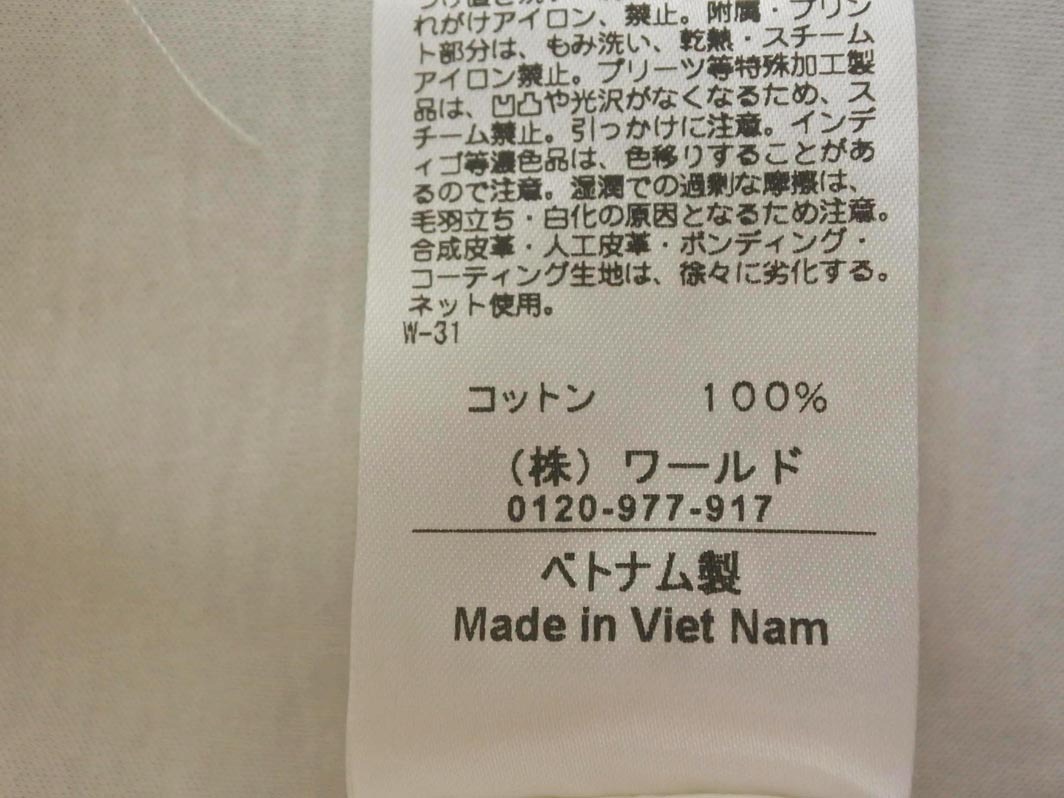 れがけアイロン、禁止。附属・プリン
ト部分は、もみ洗い、乾熱・スチーム
アイロン禁止。プリーツ等特殊加工製
品は、凹凸や光沢がなくなるため、ス
チーム禁止。引っかけに注意。インデ
ィゴ等濃色品は、色移りすることがあ
るので注意。湿潤での過剰な摩擦は、
毛羽立ち・白化の原因となるため注意。
合成皮革・人工皮革・ボンディング・
コーティング生地は、徐々に劣化する。
ネット使用。
W-31
コットン 100%
(株) ワールド
0120-977-917
ベトナム製
Made in Viet Nam